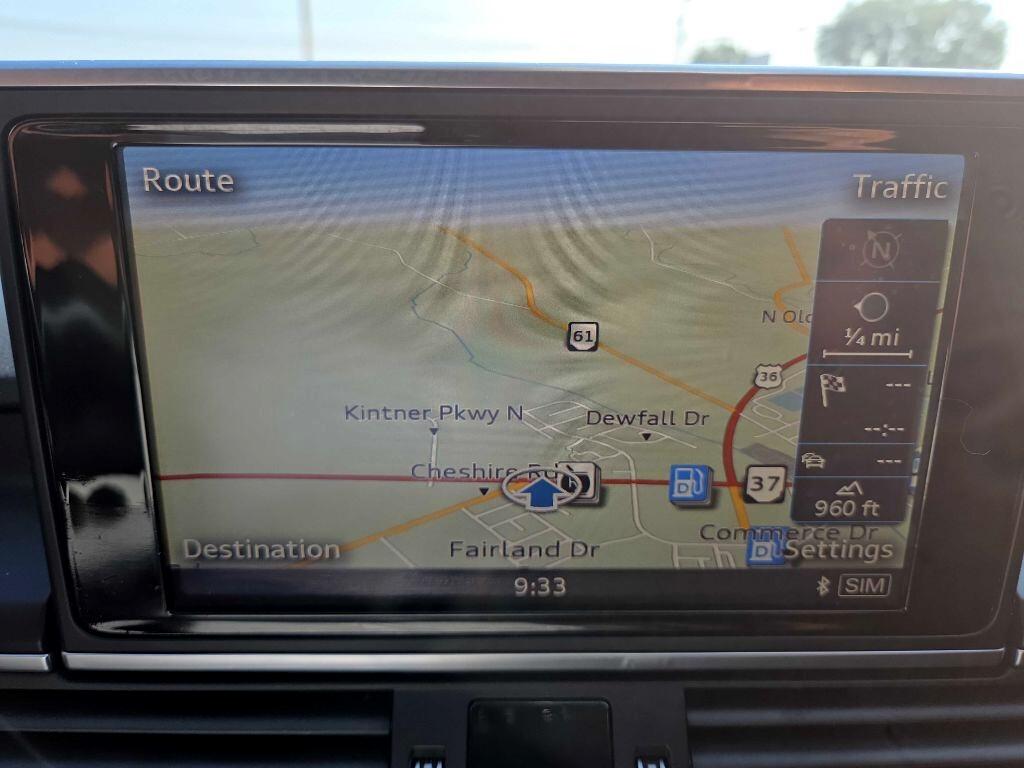 Route
Traffic
N
N Old
¼ mi
61
36
---
Kintner Pkwy N
Dewfall Dr
--:--
---
Cheshire Rd
D
37
960 ft
Commerce Dr
Destination
Fairland Dr
D
Settings
9:33
SIM